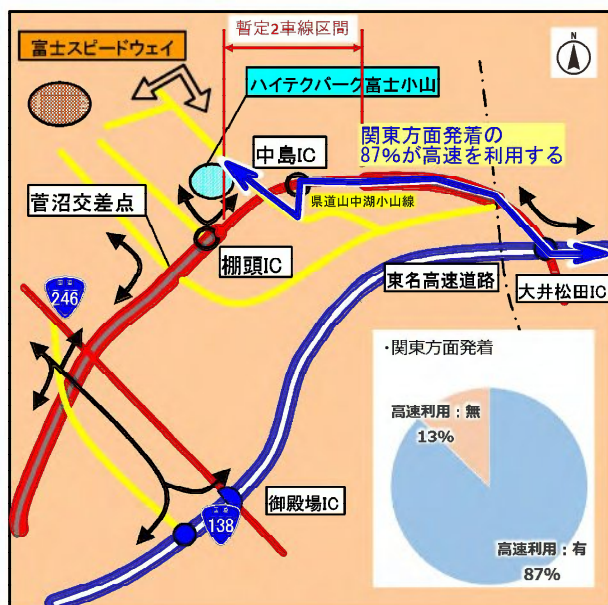 暫定2車線区間
富士スピードウェイ
N
ハイテクパーク富士小山
関東方面発着の
87%が高速を利用する
中島IC
県道山中湖小山線
菅沼交差点
棚頭IC
東名高速道路
大井松田IC
246
・関東方面発着
高速利用：無
13%
御殿場IC
138
高速利用：有
87%